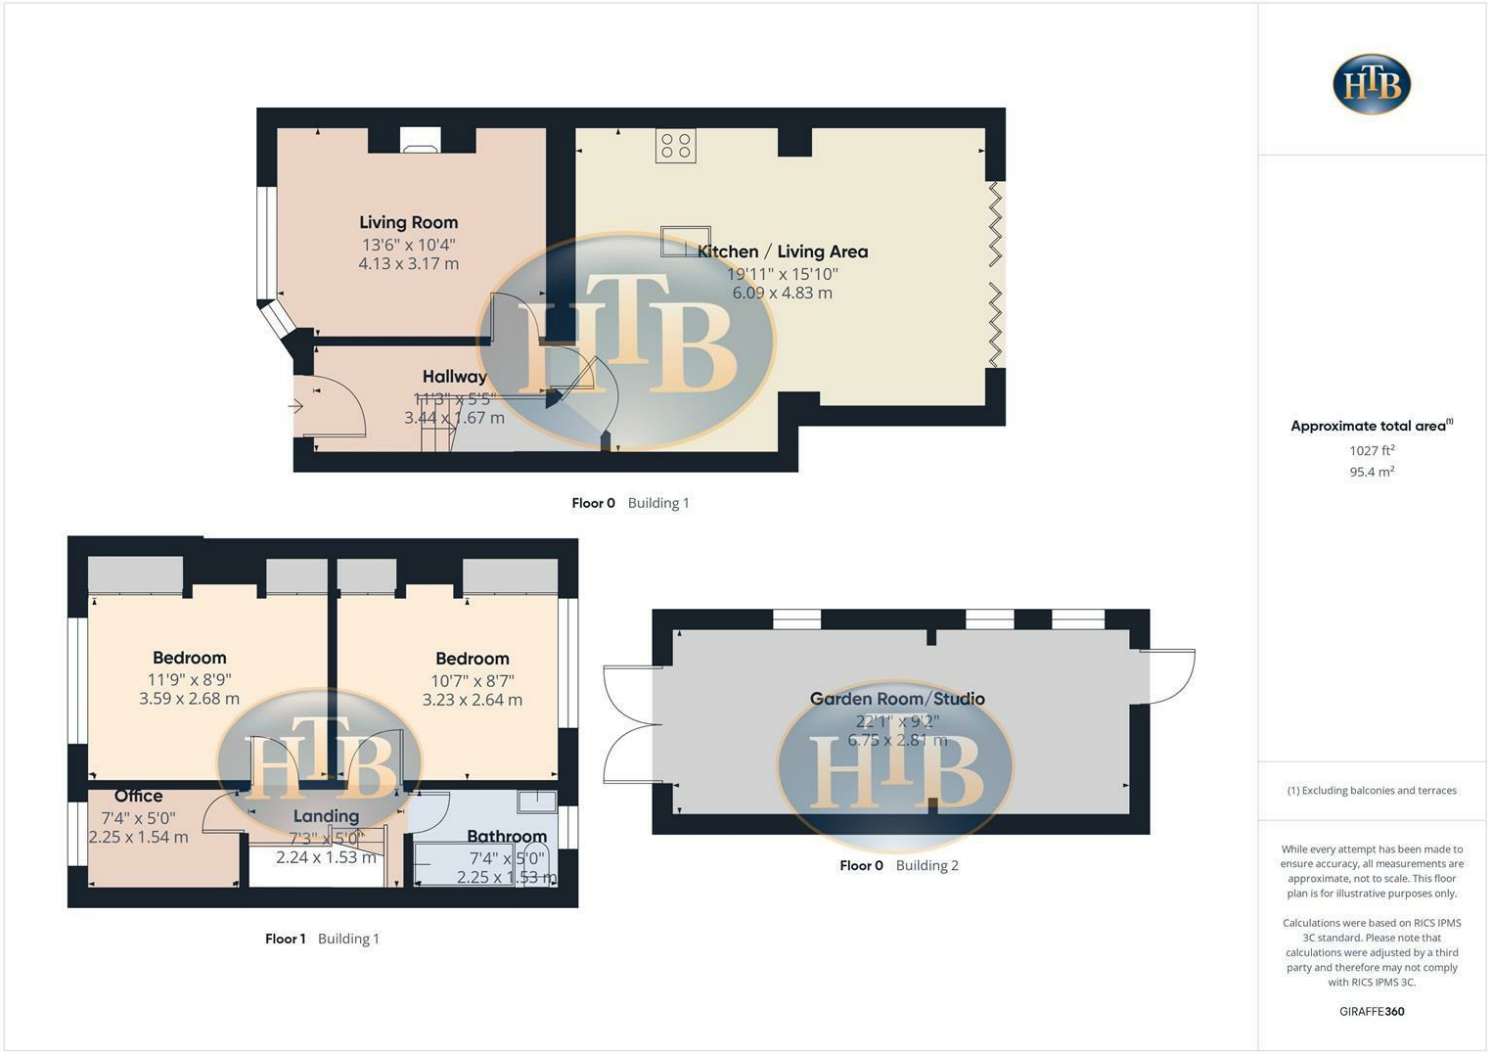 HTB
Living Room
13'6" x 10'4"
4.13 x 3.17 m
Kitchen / Living Area
19'11" x 15'10"
6.09 x 4.83 m
Hallway
11'3" x 5'5"
3.44 x 1.67 m
HTB
Floor 0 Building 1
Bedroom
11'9" x 8'9"
3.59 x 2.68 m
Bedroom
10'7" x 8'7"
3.23 x 2.64 m
HTB
Office
7'4" x 5'0"
2.25 x 1.54 m
Landing
7'3" x 5'0"
2.24 x 1.53 m
Bathroom
7'4" x 5'0"
2.25 x 1.53 m
Floor 1 Building 1
Garden Room/Studio
22'1" x 9'2"
6.75 x 2.81 m
HTB
Floor 0 Building 2
Approximate total area(1)
1027 ft²
95.4 m²
(1) Excluding balconies and terraces
While every attempt has been made to
ensure accuracy, all measurements are
approximate, not to scale. This floor
plan is for illustrative purposes only.
Calculations were based on RICS IPMS
3C standard. Please note that
calculations were adjusted by a third
party and therefore may not comply
with RICS IPMS 3C.
GIRAFFE360